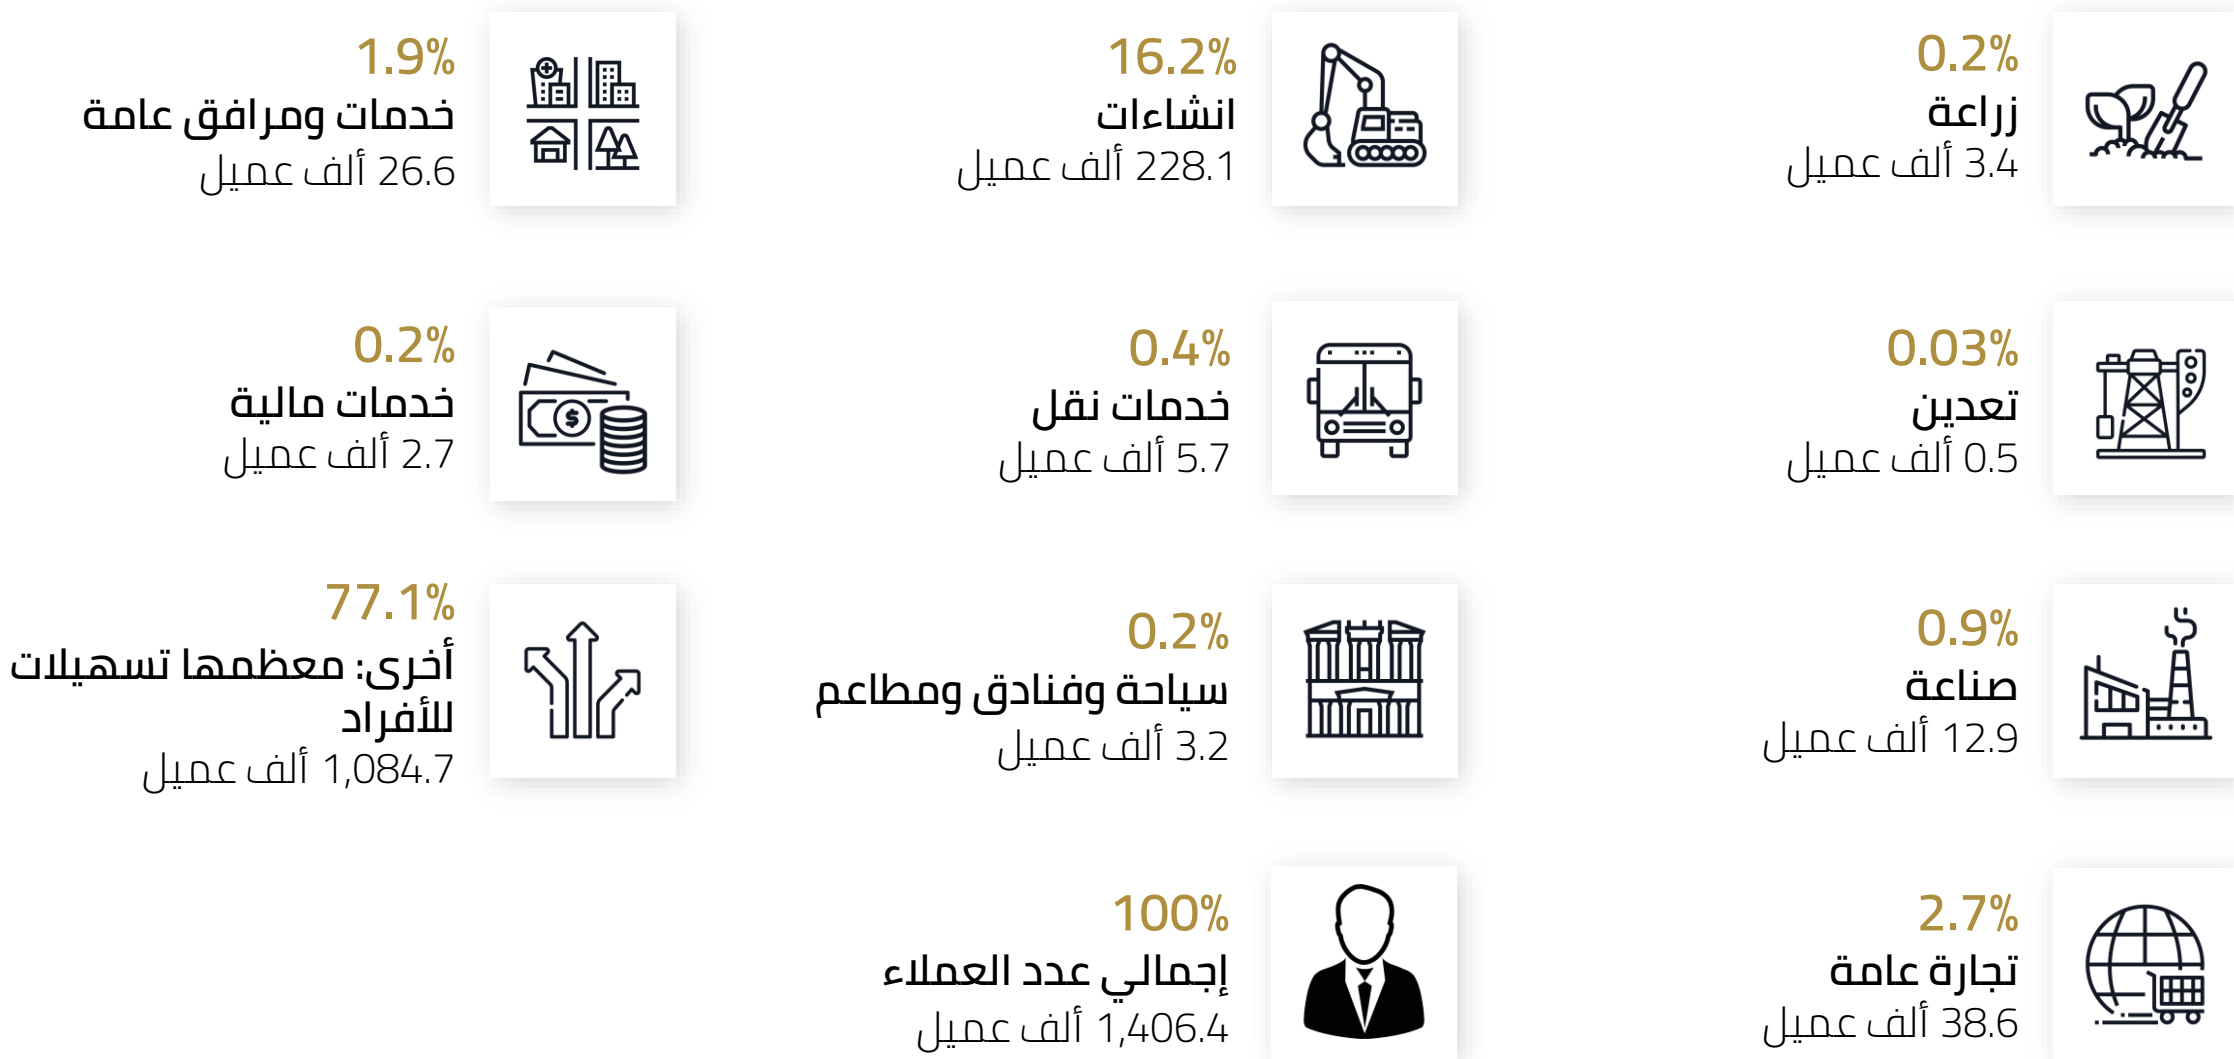 0.2%
زراعة
3.4 ألف عميل
16.2%
انشاءات
228.1 ألف عميل
1.9%
خدمات ومرافق عامة
26.6 ألف عميل
0.03%
تعدين
0.5 ألف عميل
0.4%
خدمات نقل
5.7 ألف عميل
0.2%
خدمات مالية
2.7 ألف عميل
0.9%
صناعة
12.9 ألف عميل
0.2%
سياحة وفنادق ومطاعم
3.2 ألف عميل
77.1%
أخرى: معظمها تسهيلات
للأفراد
1,084.7 ألف عميل
2.7%
تجارة عامة
38.6 ألف عميل
100%
إجمالي عدد العملاء
1,406.4 ألف عميل